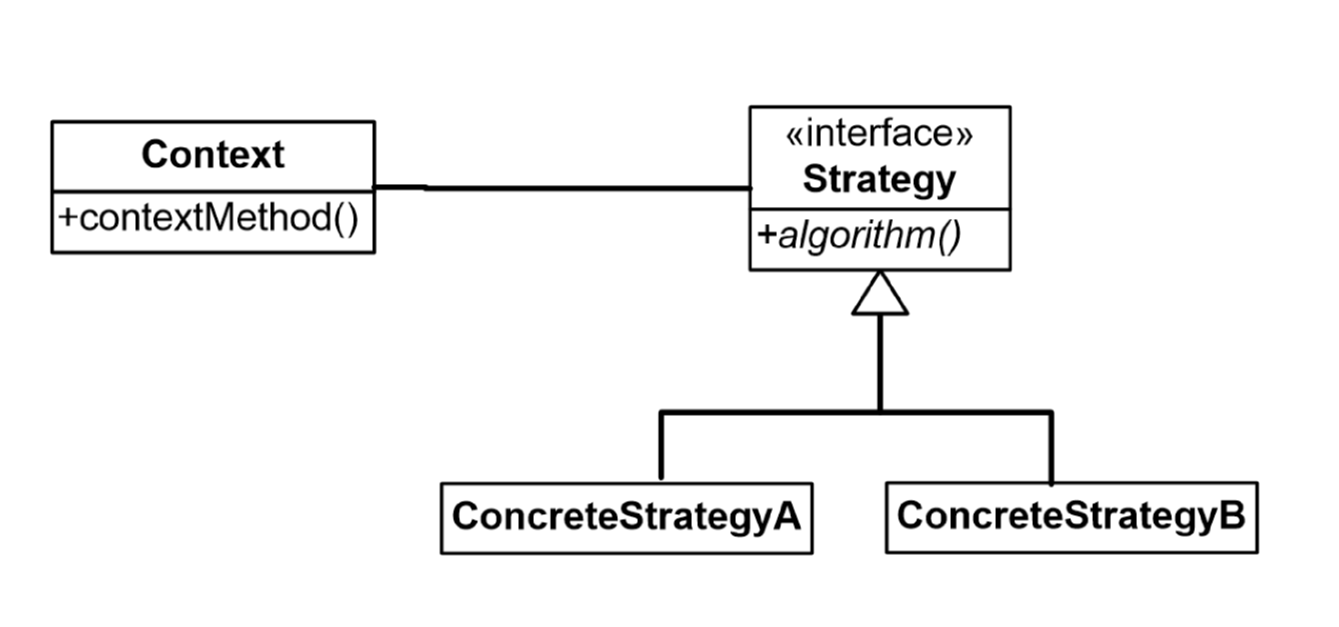 Context
+contextMethod()
«interface»
Strategy
+algorithm()
ConcreteStrategyA
ConcreteStrategyB